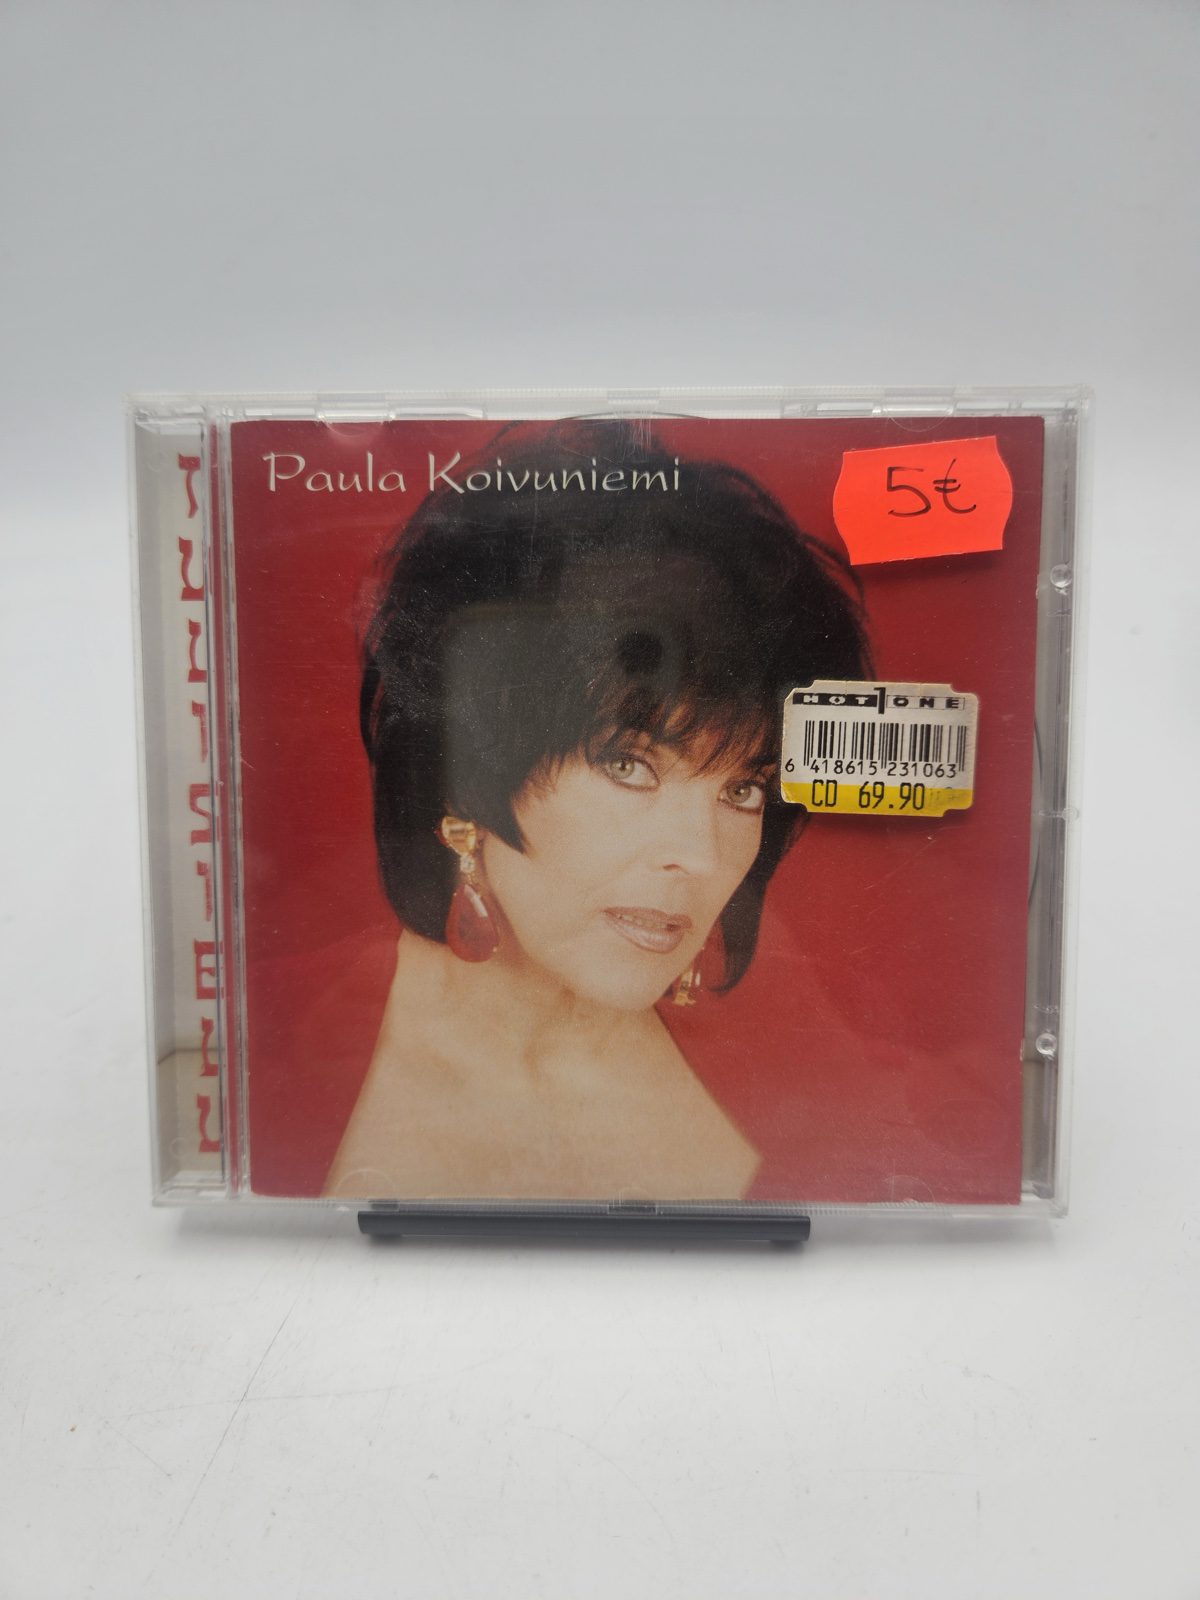 Paula Koivuniemi
5€
HOT 1 ONE
6 418615 231063
CD 69.90